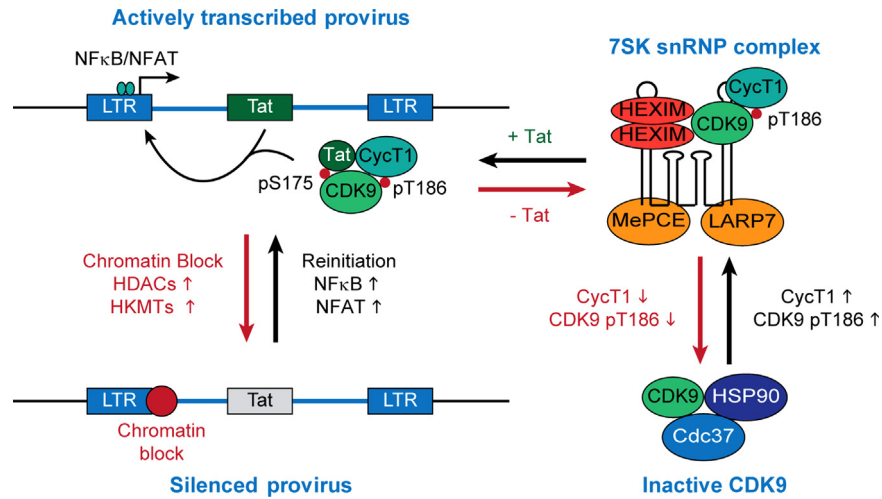 Actively transcribed provirus
NFκB/NFAT
LTR
Tat
LTR
Tat
CycT1
pS175
CDK9
pT186
+ Tat
- Tat
7SK snRNP complex
CycT1
HEXIM
CDK9
pT186
HEXIM
MePCE
LARP7
Chromatin Block
HDACs ↑
HKMTs ↑
Reinitiation
NFκB ↑
NFAT ↑
CycT1 ↓
CDK9 pT186 ↓
CycT1 ↑
CDK9 pT186 ↑
LTR
Tat
LTR
Chromatin
block
Silenced provirus
CDK9
HSP90
Cdc37
Inactive CDK9